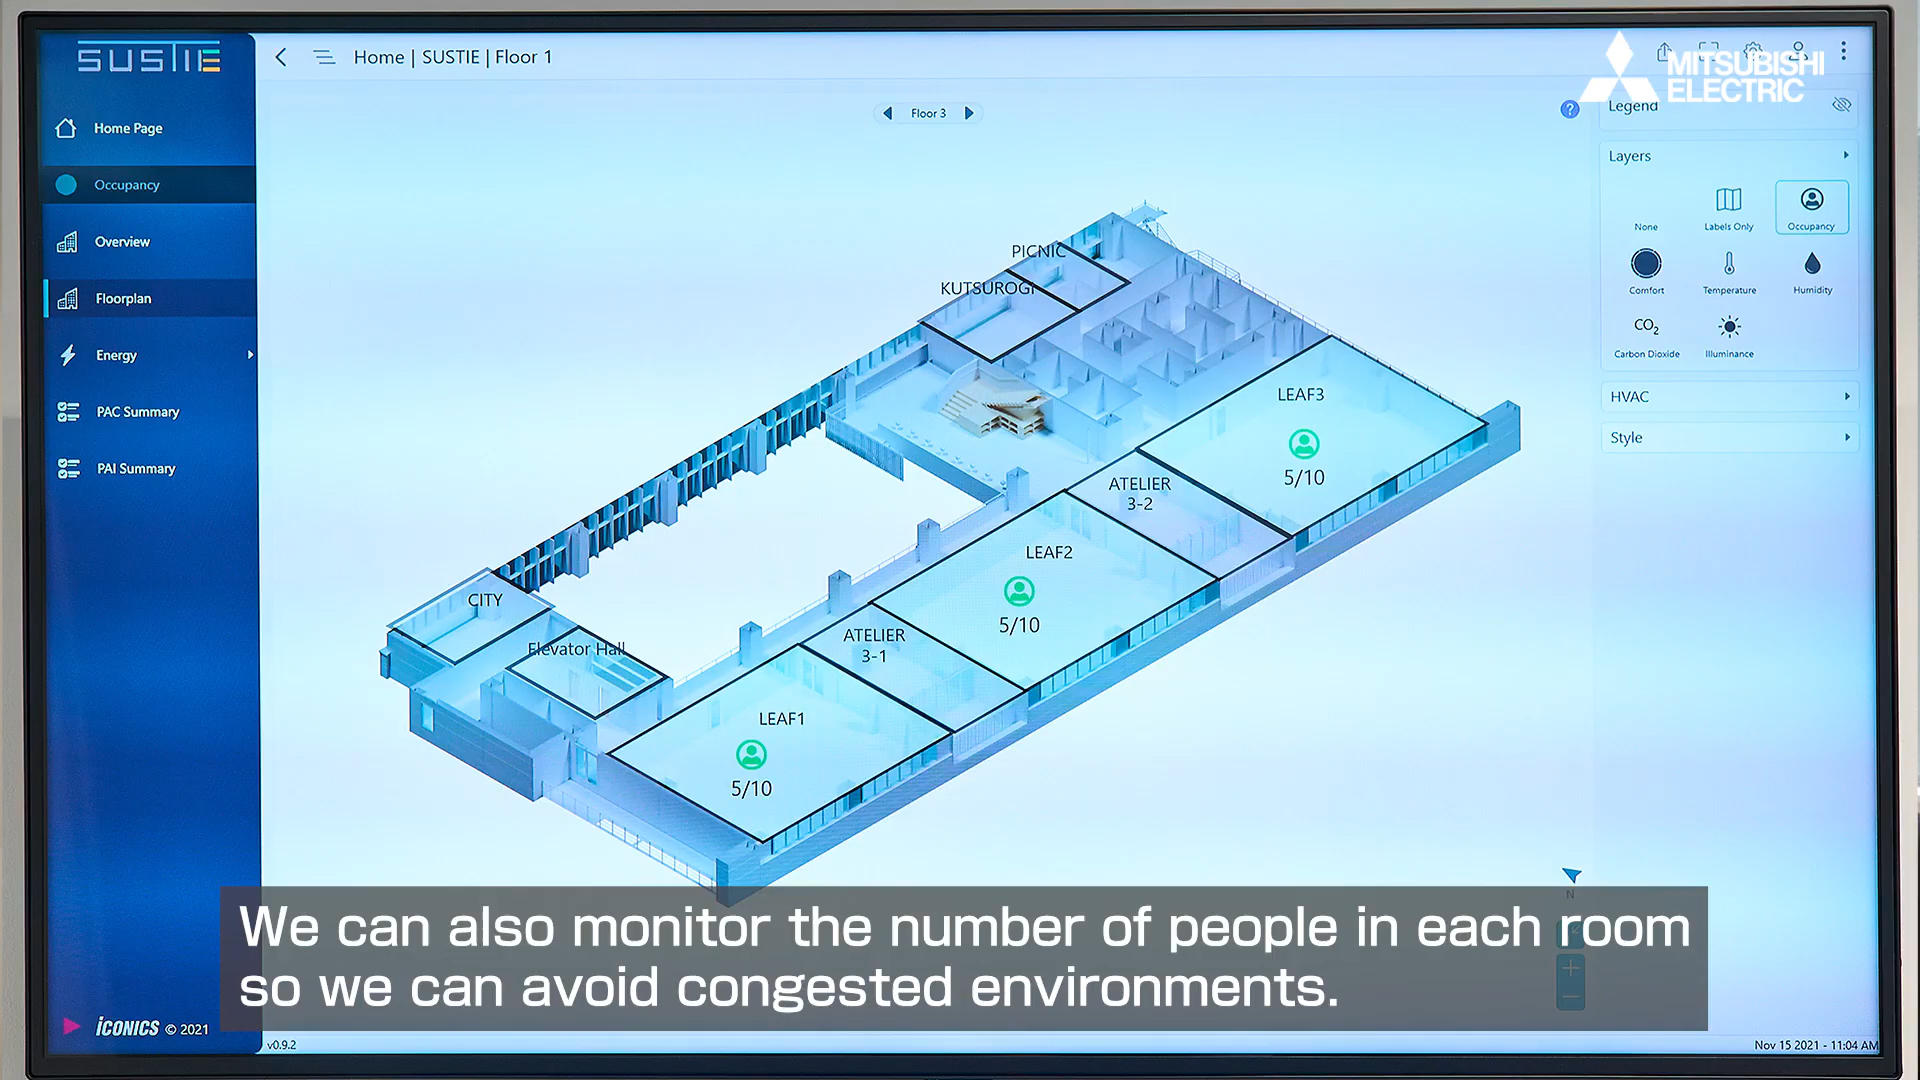 SUSTIE
Home | SUSTIE | Floor 1
MITSUBISHI
ELECTRIC
Home Page
Occupancy
Overview
Floorplan
Energy
PAC Summary
PAI Summary
Floor 3
?
Legend
Layers
None
Labels Only
Occupancy
Comfort
Temperature
Humidity
CO₂
Carbon Dioxide
Illuminance
HVAC
Style
PICNIC
KUTSUROGI
LEAF3
5/10
ATELIER
3-2
LEAF2
5/10
CITY
Elevator Hall
ATELIER
3-1
LEAF1
5/10
N
We can also monitor the number of people in each room
so we can avoid congested environments.
ICONICS © 2021
v0.9.2
Nov 15 2021 - 11:04 AM